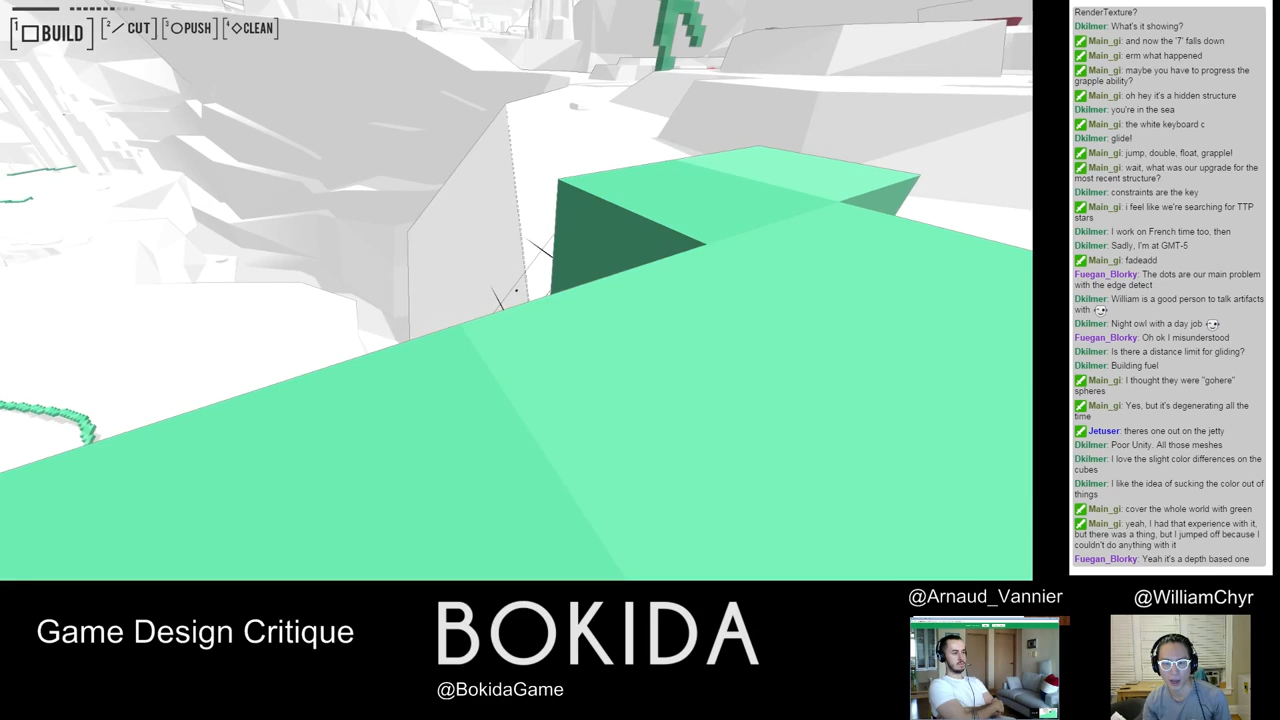 [1 BUILD] [2 CUT] [3 PUSH] [4 CLEAN]
RenderTexture?
Dkilmer: What's it showing?
Main_gi: and now the '7' falls down
Main_gi: erm what happened
Main_gi: maybe you have to progress the
grapple ability?
Main_gi: oh hey it's a hidden structure
Dkilmer: you're in the sea
Main_gi: the white keyboard c
Dkilmer: glide!
Main_gi: jump, double, float, grapple!
Main_gi: wait, what was our upgrade for the
most recent structure?
Dkilmer: constraints are the key
Main_gi: i feel like we're searching for TTP
stars
Dkilmer: I work on French time too, then
Dkilmer: Sadly, I'm at GMT-5
Main_gi: fadeadd
Fuegan_Blorky: The dots are our main problem
with the edge detect
Dkilmer: William is a good person to talk artifacts
with
Dkilmer: Night owl with a day job
Fuegan_Blorky: Oh ok I misunderstood
Dkilmer: Is there a distance limit for gliding?
Dkilmer: Building fuel
Main_gi: I thought they were "gohere"
spheres
Main_gi: Yes, but it's degenerating all the
time
Jetuser: theres one out on the jetty
Dkilmer: Poor Unity. All those meshes
Dkilmer: I love the slight color differences on the
cubes
Dkilmer: I like the idea of sucking the color out of
things
Main_gi: cover the whole world with green
Main_gi: yeah, I had that experience with it,
but there was a thing, but I jumped off because I
couldn't do anything with it
Fuegan_Blorky: Yeah it's a depth based one
Game Design Critique
BOKIDA
@BokidaGame
@Arnaud_Vannier
@WilliamChyr